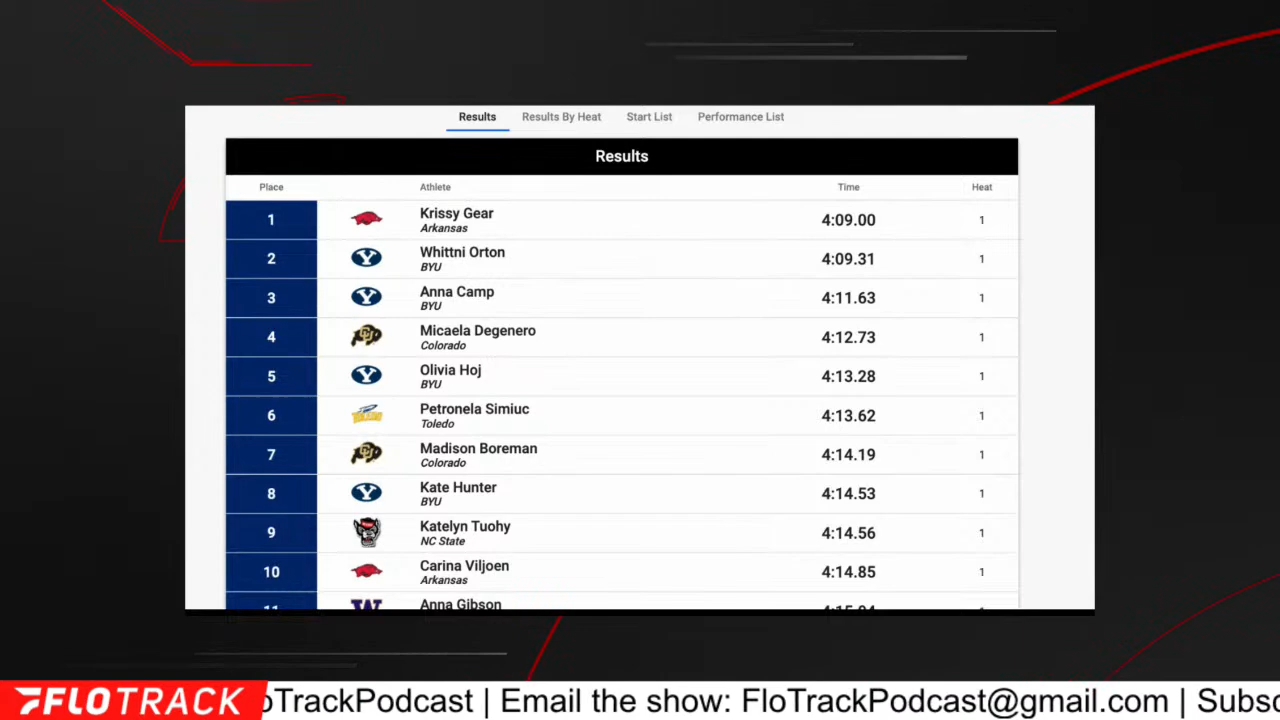 Results Results By Heat Start List Performance List
Results
Place Athlete Time Heat
1 Krissy Gear 4:09.00 1
Arkansas
2 Whittni Orton 4:09.31 1
BYU
3 Anna Camp 4:11.63 1
BYU
4 Micaela Degenero 4:12.73 1
Colorado
5 Olivia Hoj 4:13.28 1
BYU
6 Petronela Simiuc 4:13.62 1
Toledo
7 Madison Boreman 4:14.19 1
Colorado
8 Kate Hunter 4:14.53 1
BYU
9 Katelyn Tuohy 4:14.56 1
NC State
10 Carina Viljoen 4:14.85 1
Arkansas
11 Anna Gibson
FLOTRACK oTrackPodcast | Email the show: FloTrackPodcast@gmail.com | Subsc